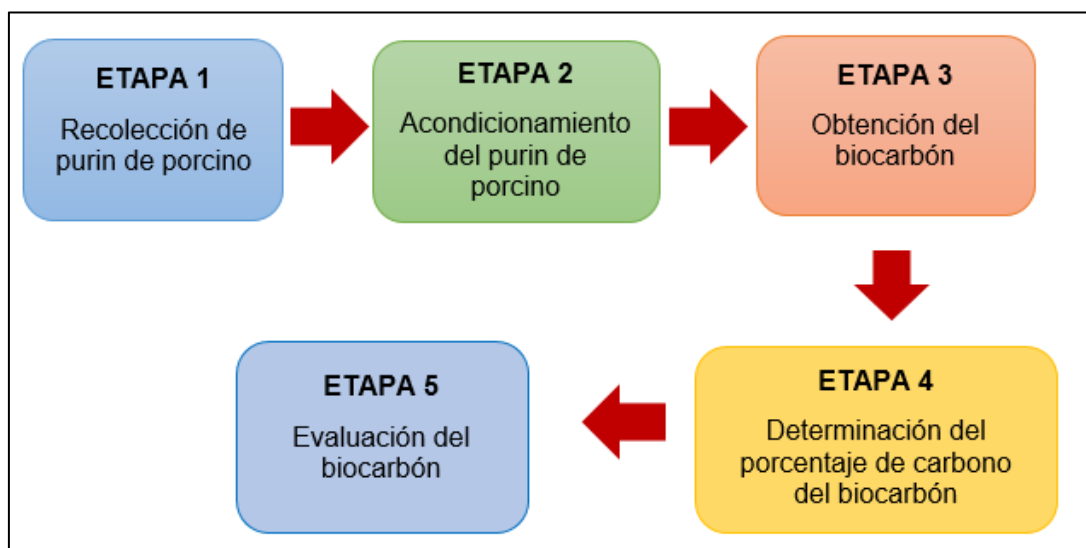 ETAPA 1
Recolección de
purin de porcino
ETAPA 2
Acondicionamiento
del purin de
porcino
ETAPA 3
Obtención del
biocarbón
ETAPA 4
Determinación del
porcentaje de carbono
del biocarbón
ETAPA 5
Evaluación del
biocarbón